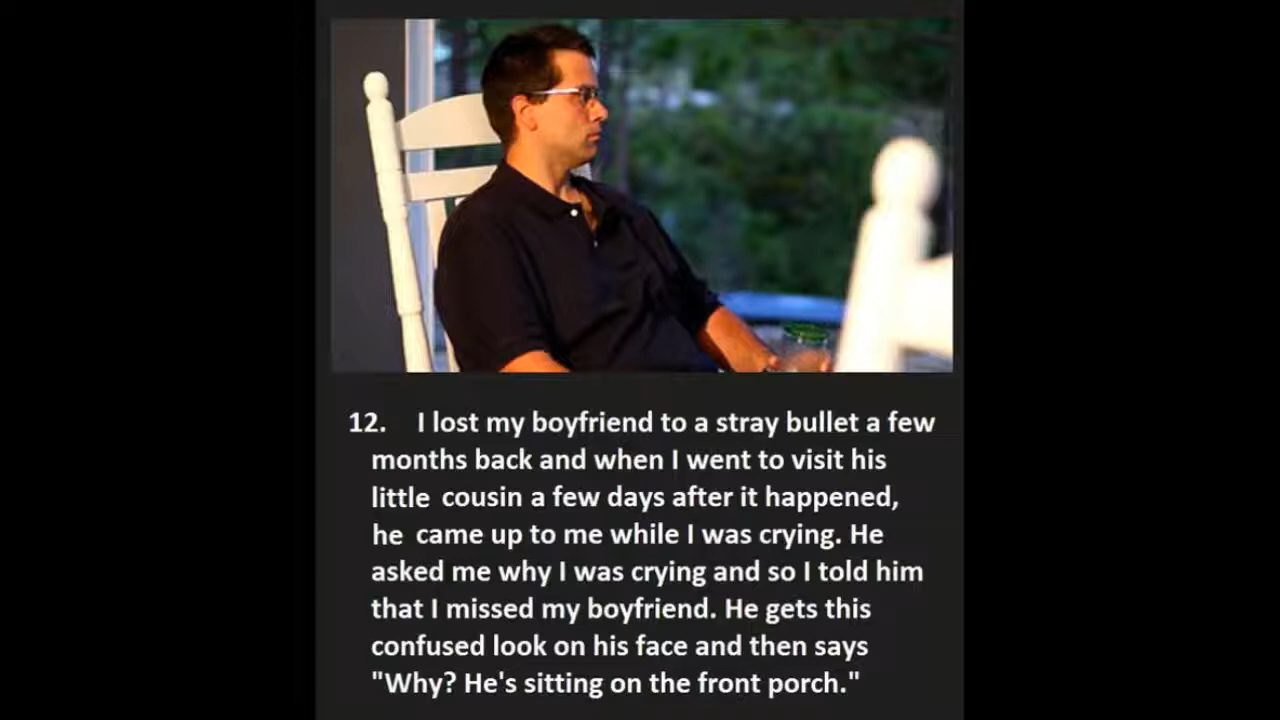 12. I lost my boyfriend to a stray bullet a few
months back and when I went to visit his
little cousin a few days after it happened,
he came up to me while I was crying. He
asked me why I was crying and so I told him
that I missed my boyfriend. He gets this
confused look on his face and then says
"Why? He's sitting on the front porch."